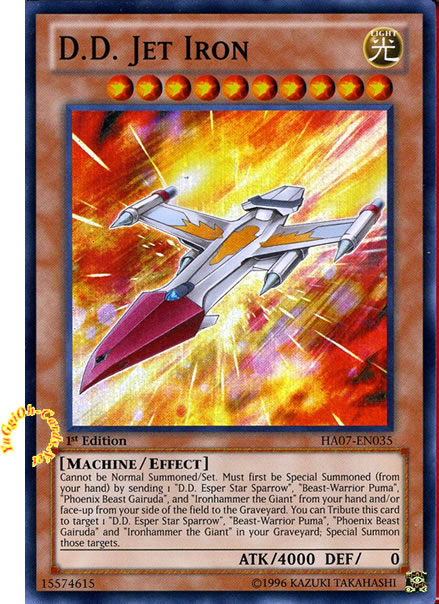 D.D. JET IRON
LIGHT
光
1st Edition
HA07-EN035
YuGgiOh-Cards.Net
[MACHINE/EFFECT]
Cannot be Normal Summoned/Set. Must first be Special Summoned (from
your hand) by sending 1 "D.D. Esper Star Sparrow", "Beast-Warrior Puma",
"Phoenix Beast Gairuda", and "Ironhammer the Giant" from your hand and/or
face-up from your side of the field to the Graveyard. You can Tribute this card
to target 1 "D.D. Esper Star Sparrow", "Beast-Warrior Puma", "Phoenix Beast
Gairuda" and "Ironhammer the Giant" in your Graveyard; Special Summon
those targets.
ATK/4000 DEF/ 0
15574615
©1996 KAZUKI TAKAHASHI